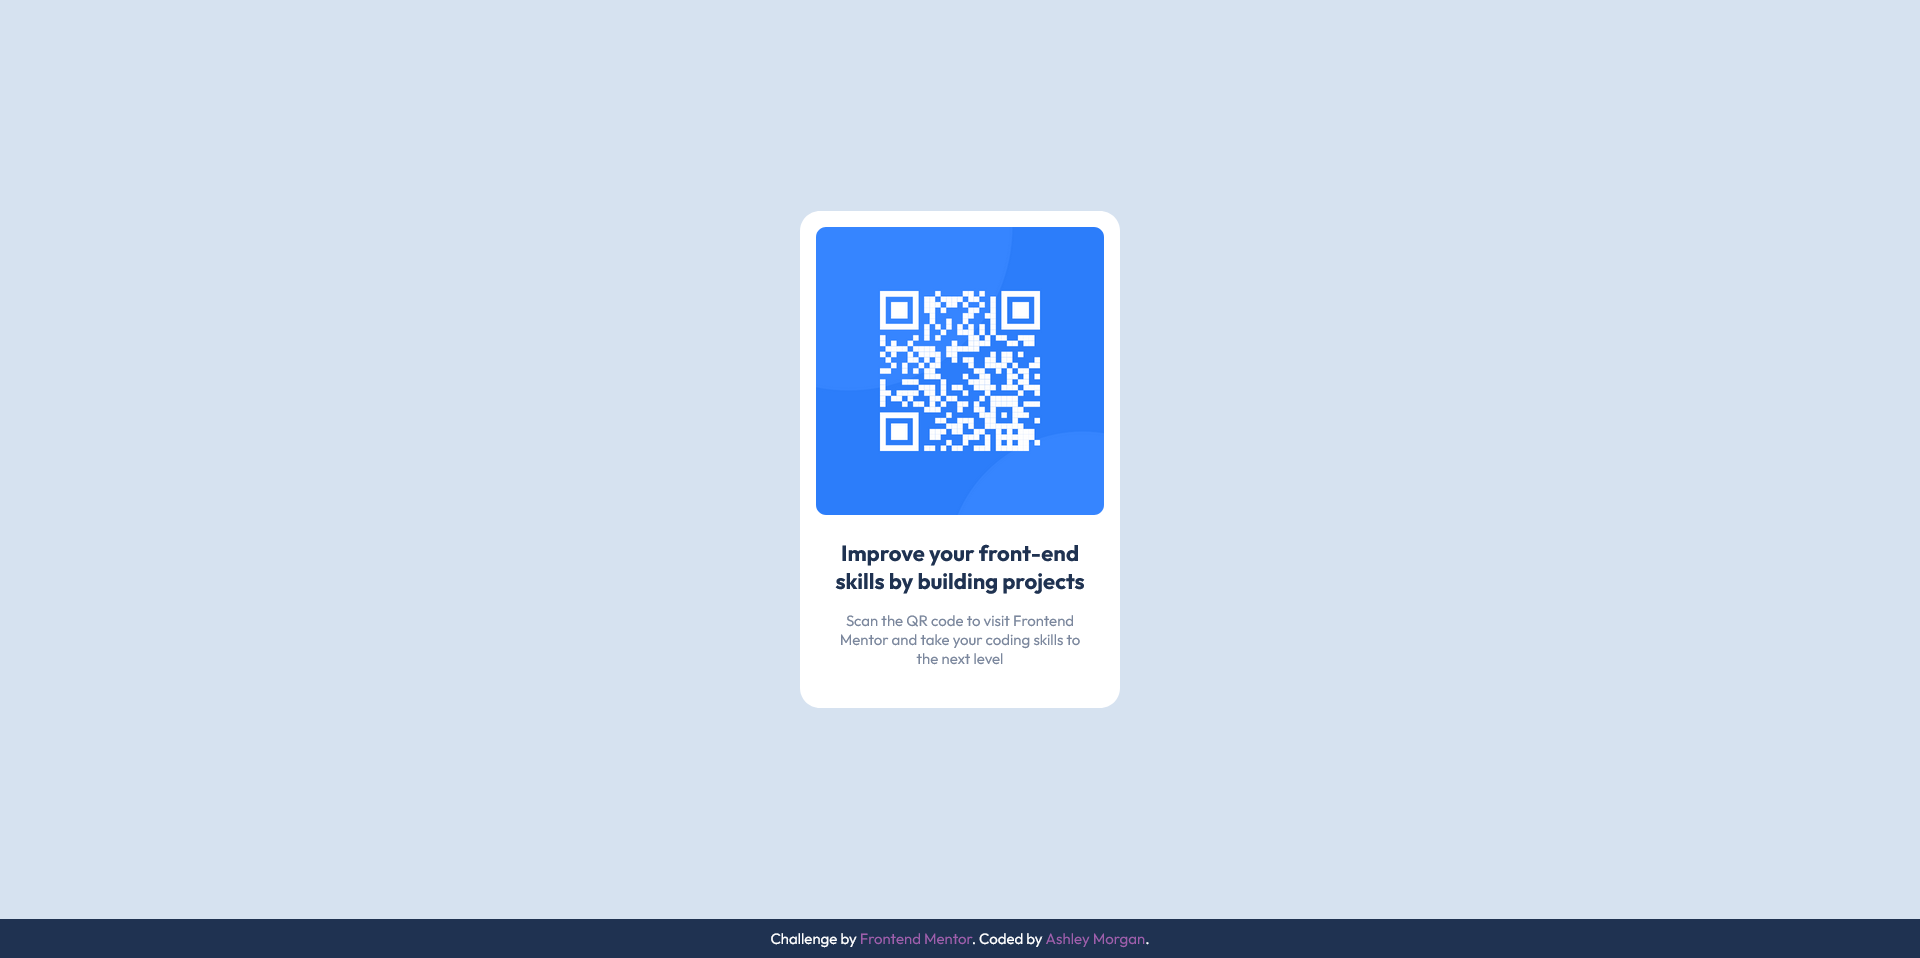 Improve your front-end
skills by building projects
Scan the QR code to visit Frontend
Mentor and take your coding skills to
the next level
Challenge by Frontend Mentor. Coded by Ashley Morgan.